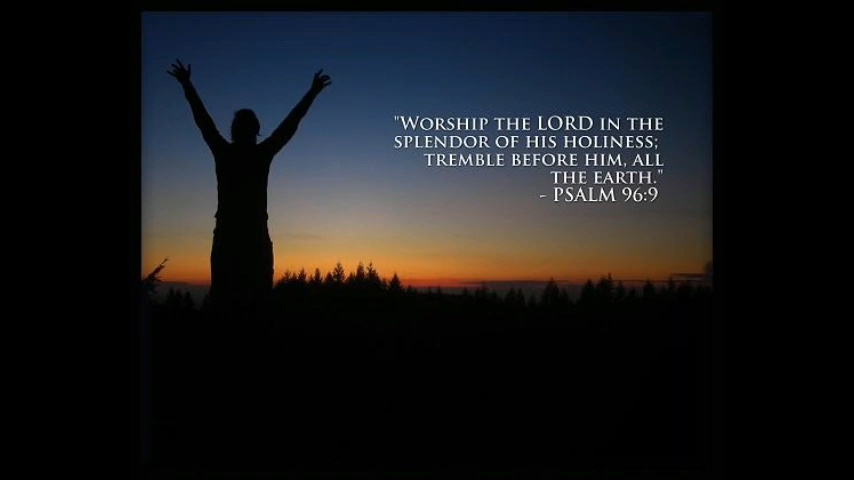 "WORSHIP THE LORD IN THE
SPLENDOR OF HIS HOLINESS;
TREMBLE BEFORE HIM, ALL
THE EARTH."
- PSALM 96:9